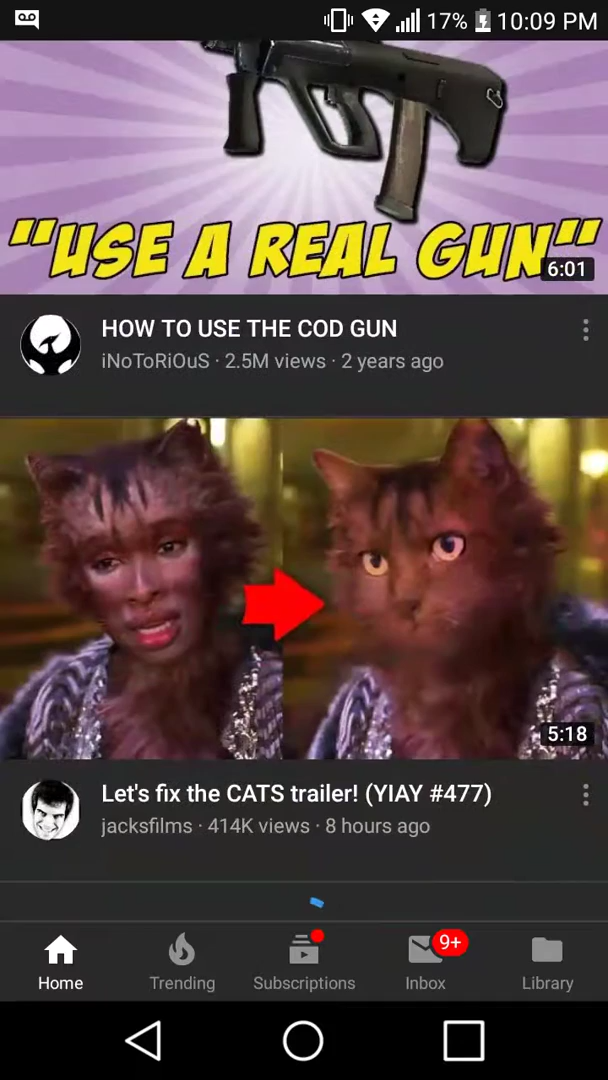 17% 10:09 PM
"USE A REAL GUN"
6:01
HOW TO USE THE COD GUN
iNoToRiOuS · 2.5M views · 2 years ago
5:18
Let's fix the CATS trailer! (YIAY #477)
jacksfilms · 414K views · 8 hours ago
9+
Home Trending Subscriptions Inbox Library